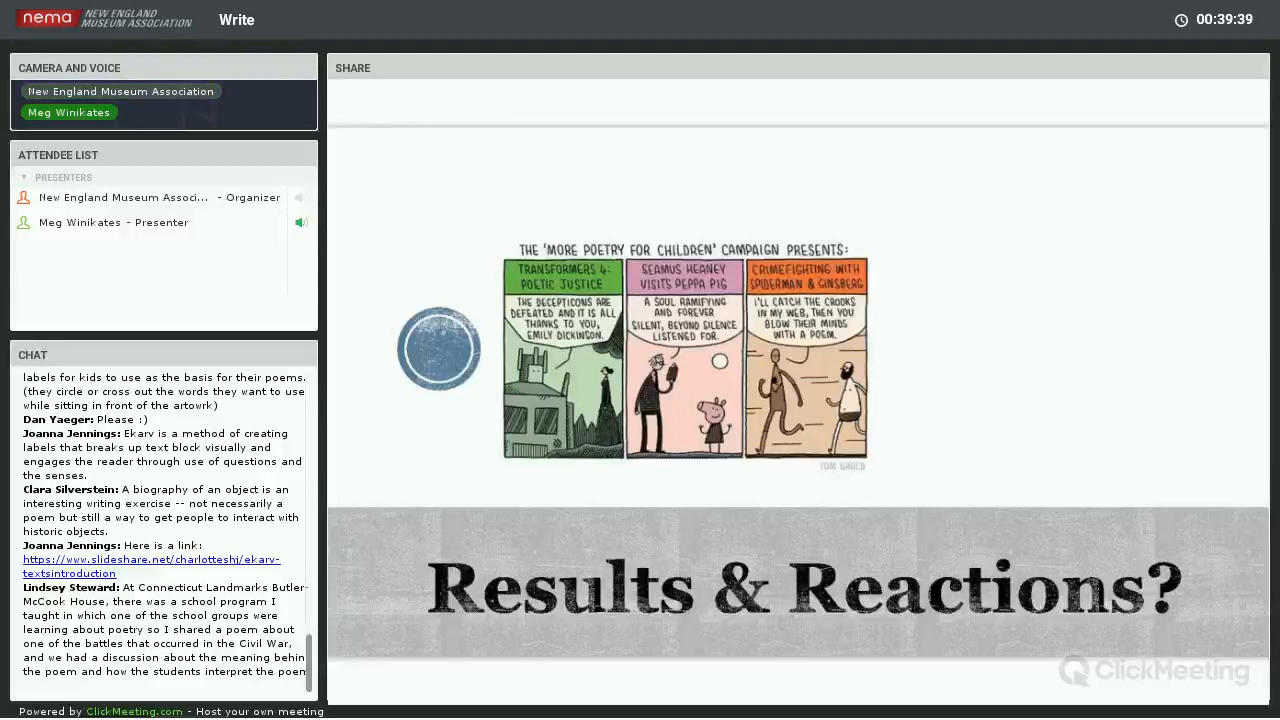 nema NEW ENGLAND
MUSEUM ASSOCIATION
Write
00:39:39
CAMERA AND VOICE
New England Museum Association
Meg Winikates
ATTENDEE LIST
PRESENTERS
New England Museum Associ... - Organizer
Meg Winikates - Presenter
CHAT
labels for kids to use as the basis for their poems.
(they circle or cross out the words they want to use
while sitting in front of the artowrk)
Dan Yaeger: Please :)
Joanna Jennings: Ekarv is a method of creating
labels that breaks up text block visually and
engages the reader through use of questions and
the senses.
Clara Silverstein: A biography of an object is an
interesting writing exercise -- not necessarily a
poem but still a way to get people to interact with
historic objects.
Joanna Jennings: Here is a link:
https://www.slideshare.net/charlotteshj/ekarv-
textsintroduction
Lindsey Steward: At Connecticut Landmarks Butler-
McCook House, there was a school program I
taught in which one of the school groups were
learning about poetry so I shared a poem about
one of the battles that occurred in the Civil War,
and we had a discussion about the meaning behin
the poem and how the students interpret the poem
SHARE
THE 'MORE POETRY FOR CHILDREN' CAMPAIGN PRESENTS:
TRANSFORMERS 4:
POETIC JUSTICE
THE DECEPTICONS ARE
DEFEATED AND IT IS ALL
THANKS TO YOU,
EMILY DICKINSON.
SEAMUS HEANEY
VISITS PEPPA PIG
A SOUL RAMIFYING
AND FOREVER
SILENT, BEYOND SILENCE
LISTENED FOR.
CRIMEFIGHTING WITH
SPIDERMAN & GINSBERG
I'LL CATCH THE CROOKS
IN MY WEB, THEN YOU
BLOW THEIR MINDS
WITH A POEM.
TOM GAULD
Results & Reactions?
ClickMeeting
Powered by ClickMeeting.com - Host your own meeting